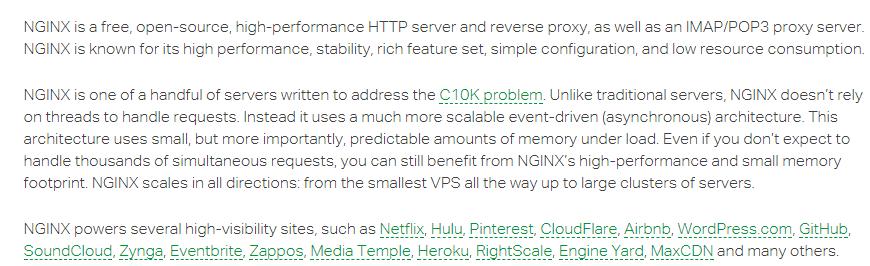 NGINX is a free, open-source, high-performance HTTP server and reverse proxy, as well as an IMAP/POP3 proxy server.
NGINX is known for its high performance, stability, rich feature set, simple configuration, and low resource consumption.
NGINX is one of a handful of servers written to address the C10K problem. Unlike traditional servers, NGINX doesn't rely
on threads to handle requests. Instead it uses a much more scalable event-driven (asynchronous) architecture. This
architecture uses small, but more importantly, predictable amounts of memory under load. Even if you don't expect to
handle thousands of simultaneous requests, you can still benefit from NGINX's high-performance and small memory
footprint. NGINX scales in all directions: from the smallest VPS all the way up to large clusters of servers.
NGINX powers several high-visibility sites, such as Netflix, Hulu, Pinterest, CloudFlare, Airbnb, WordPress.com, GitHub,
SoundCloud, Zynga, Eventbrite, Zappos, Media Temple, Heroku, RightScale, Engine Yard, MaxCDN and many others.